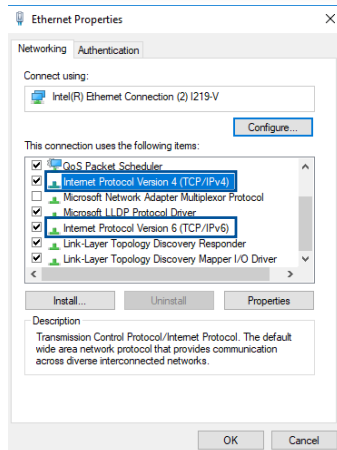 Ethernet Properties
Networking Authentication
Connect using:
Intel(R) Ethernet Connection (2) I219-V
Configure...
This connection uses the following items:
QoS Packet Scheduler
Internet Protocol Version 4 (TCP/IPv4)
Microsoft Network Adapter Multiplexor Protocol
Microsoft LLDP Protocol Driver
Internet Protocol Version 6 (TCP/IPv6)
Link-Layer Topology Discovery Responder
Link-Layer Topology Discovery Mapper I/O Driver
Install... Uninstall Properties
Description
Transmission Control Protocol/Internet Protocol. The default
wide area network protocol that provides communication
across diverse interconnected networks.
OK Cancel